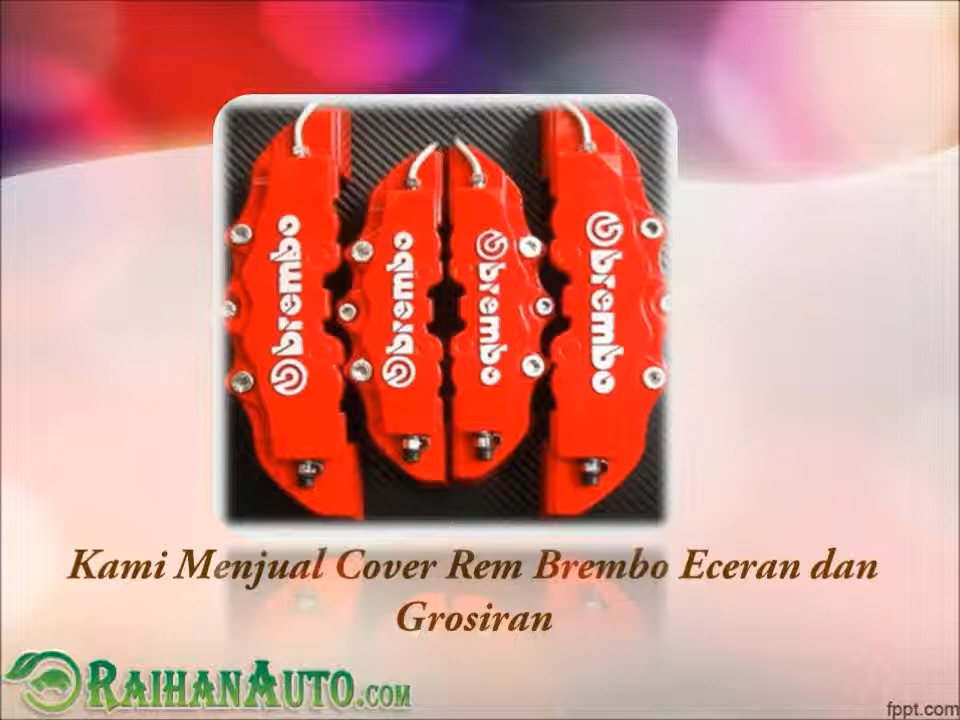 brembo
brembo
brembo
brembo
Kami Menjual Cover Rem Brembo Eceran dan
Grosiran
RAIHANAUTO.COM
fppt.com